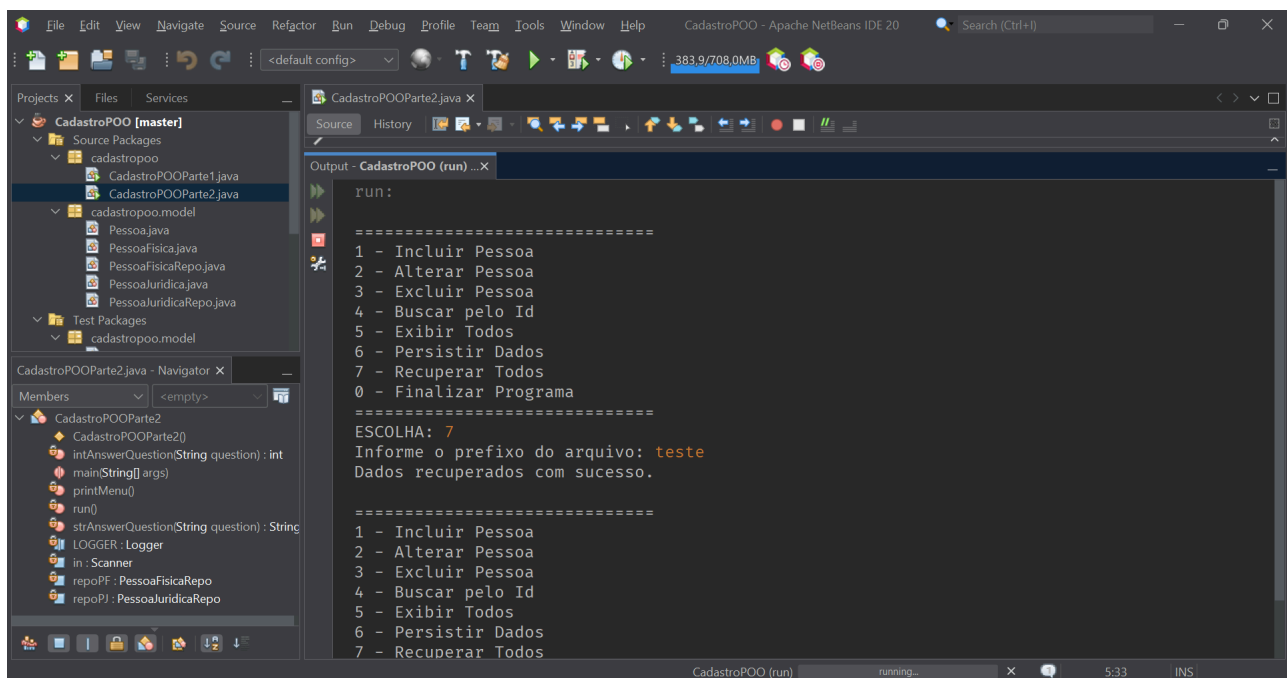 File Edit View Navigate Source Refactor Run Debug Profile Team Tools Window Help CadastroPOO - Apache NetBeans IDE 20 Search (Ctrl+I)
<default config> 383,9/708,0MB
Projects Files Services
CadastroPOO [master]
Source Packages
cadastropoo
CadastroPOOParte1.java
CadastroPOOParte2.java
cadastropoo.model
Pessoa.java
PessoaFisica.java
PessoaFisicaRepo.java
PessoaJuridica.java
PessoaJuridicaRepo.java
Test Packages
cadastropoo.model
CadastroPOOParte2.java - Navigator
Members <empty>
CadastroPOOParte2
CadastroPOOParte2()
intAnswerQuestion(String question) : int
main(String[] args)
printMenu()
run()
strAnswerQuestion(String question) : String
LOGGER : Logger
in : Scanner
repoPF : PessoaFisicaRepo
repoPJ : PessoaJuridicaRepo
CadastroPOOParte2.java
Source History
Output - CadastroPOO (run) ...
run:
==============================
1 - Incluir Pessoa
2 - Alterar Pessoa
3 - Excluir Pessoa
4 - Buscar pelo Id
5 - Exibir Todos
6 - Persistir Dados
7 - Recuperar Todos
0 - Finalizar Programa
==============================
ESCOLHA: 7
Informe o prefixo do arquivo: teste
Dados recuperados com sucesso.
==============================
1 - Incluir Pessoa
2 - Alterar Pessoa
3 - Excluir Pessoa
4 - Buscar pelo Id
5 - Exibir Todos
6 - Persistir Dados
7 - Recuperar Todos
CadastroPOO (run) running... 1 5:33 INS